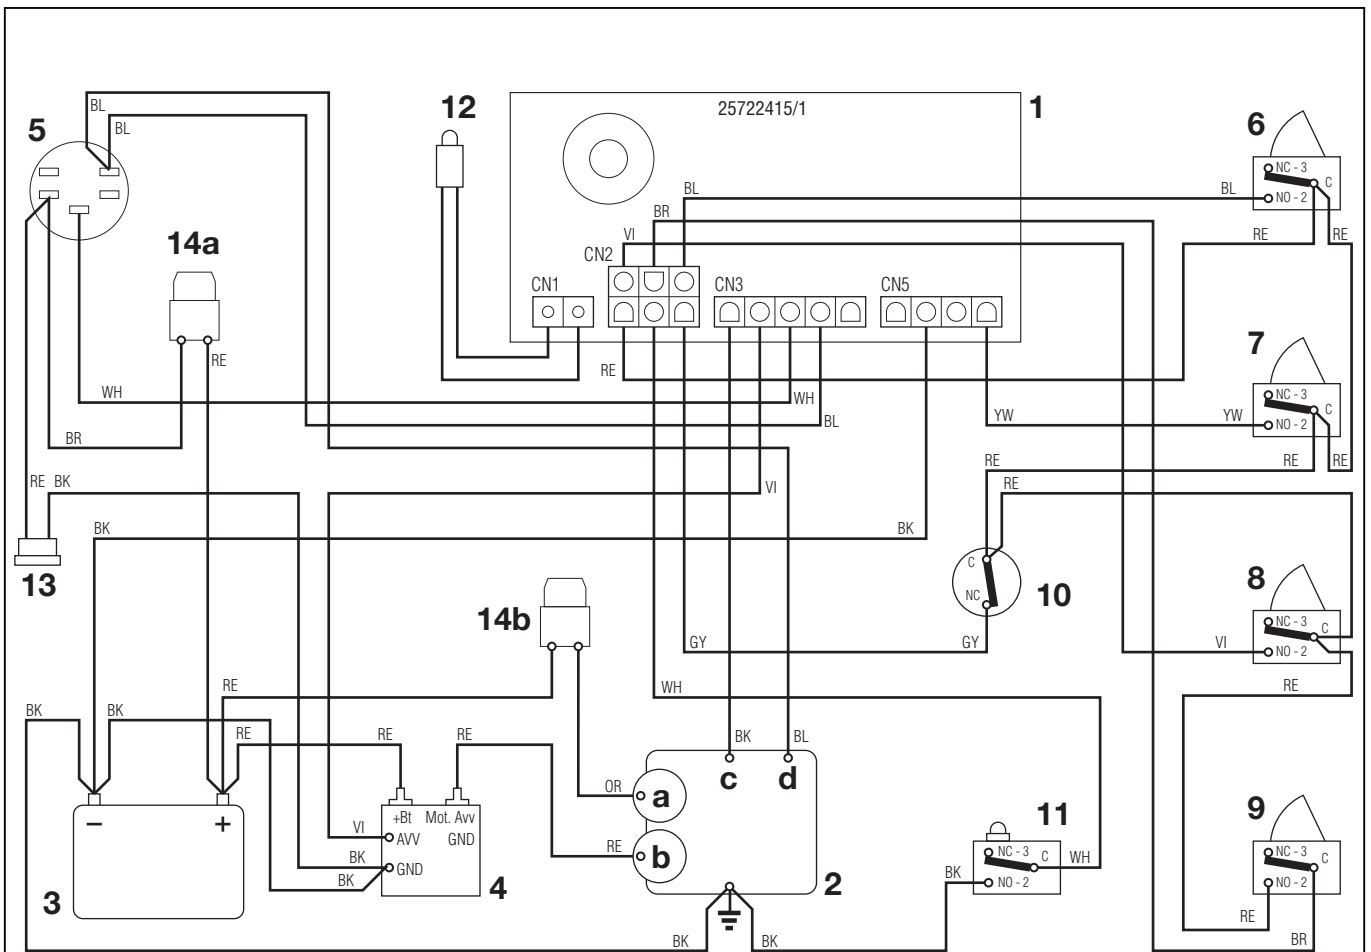 25722415/1
1
12
5
BL
BL
6
NC - 3
C
NO - 2
BL
BL
BR
VI
RE
RE
14a
CN2
CN1
CN3
CN5
RE
RE
WH
WH
BL
BR
7
NC - 3
C
NO - 2
YW
YW
RE
RE
RE
RE
RE BK
VI
BK
BK
13
C
NC
10
8
NC - 3
C
NO - 2
14b
GY
GY
VI
RE
RE
WH
BK
BK
RE
RE
RE
BK
BL
c
d
OR
a
RE
b
2
+Bt
Mot. Avv
AVV
GND
GND
VI
BK
BK
4
−
+
3
11
NC - 3
C
NO - 2
WH
BK
9
NC - 3
C
NO - 2
RE
BR
BK
BK